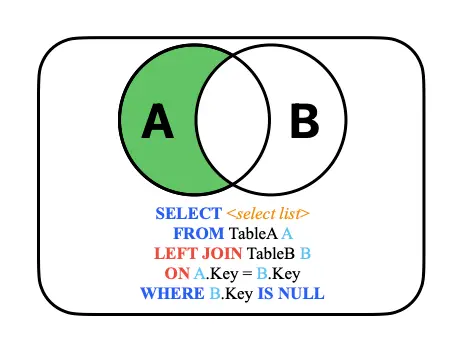 A B
SELECT <select list>
FROM TableA A
LEFT JOIN TableB B
ON A.Key = B.Key
WHERE B.Key IS NULL